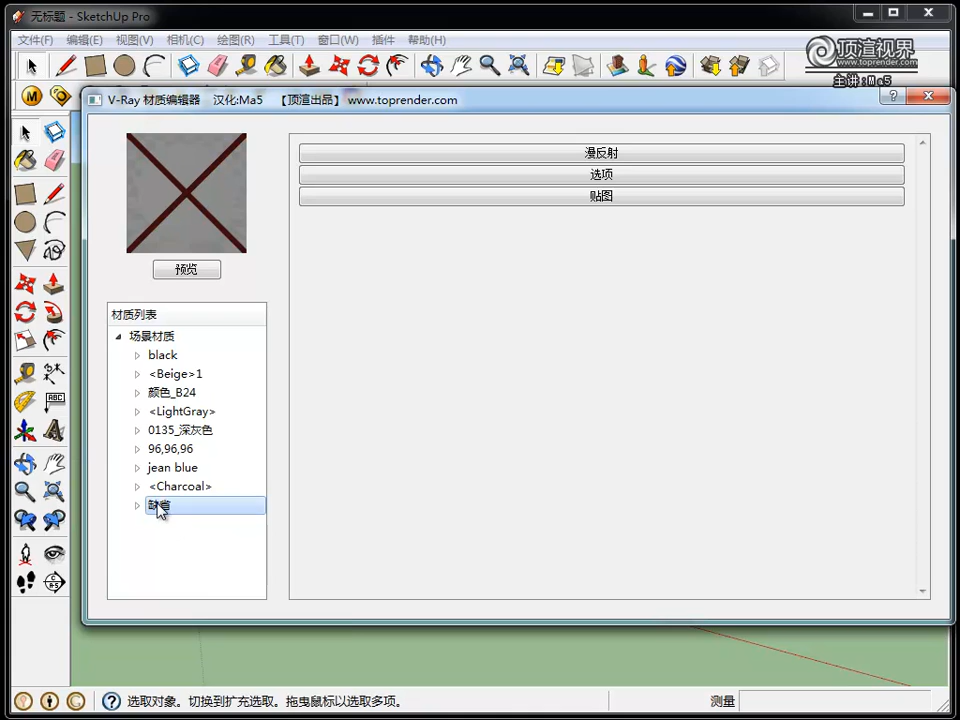 无标题 - SketchUp Pro
文件(F) 编辑(E) 视图(V) 相机(C) 绘图(R) 工具(T) 窗口(W) 插件 帮助(H)
顶渲视界
www.toprender.com
主讲:Ma5
V-Ray 材质编辑器 汉化:Ma5 【顶渲出品】 www.toprender.com
漫反射
选项
贴图
预览
材质列表
场景材质
black
<Beige>1
颜色_B24
<LightGray>
0135_深灰色
96,96,96
jean blue
<Charcoal>
缺省
ABC
选取对象。切换到扩充选取。拖曳鼠标以选取多项。
测量